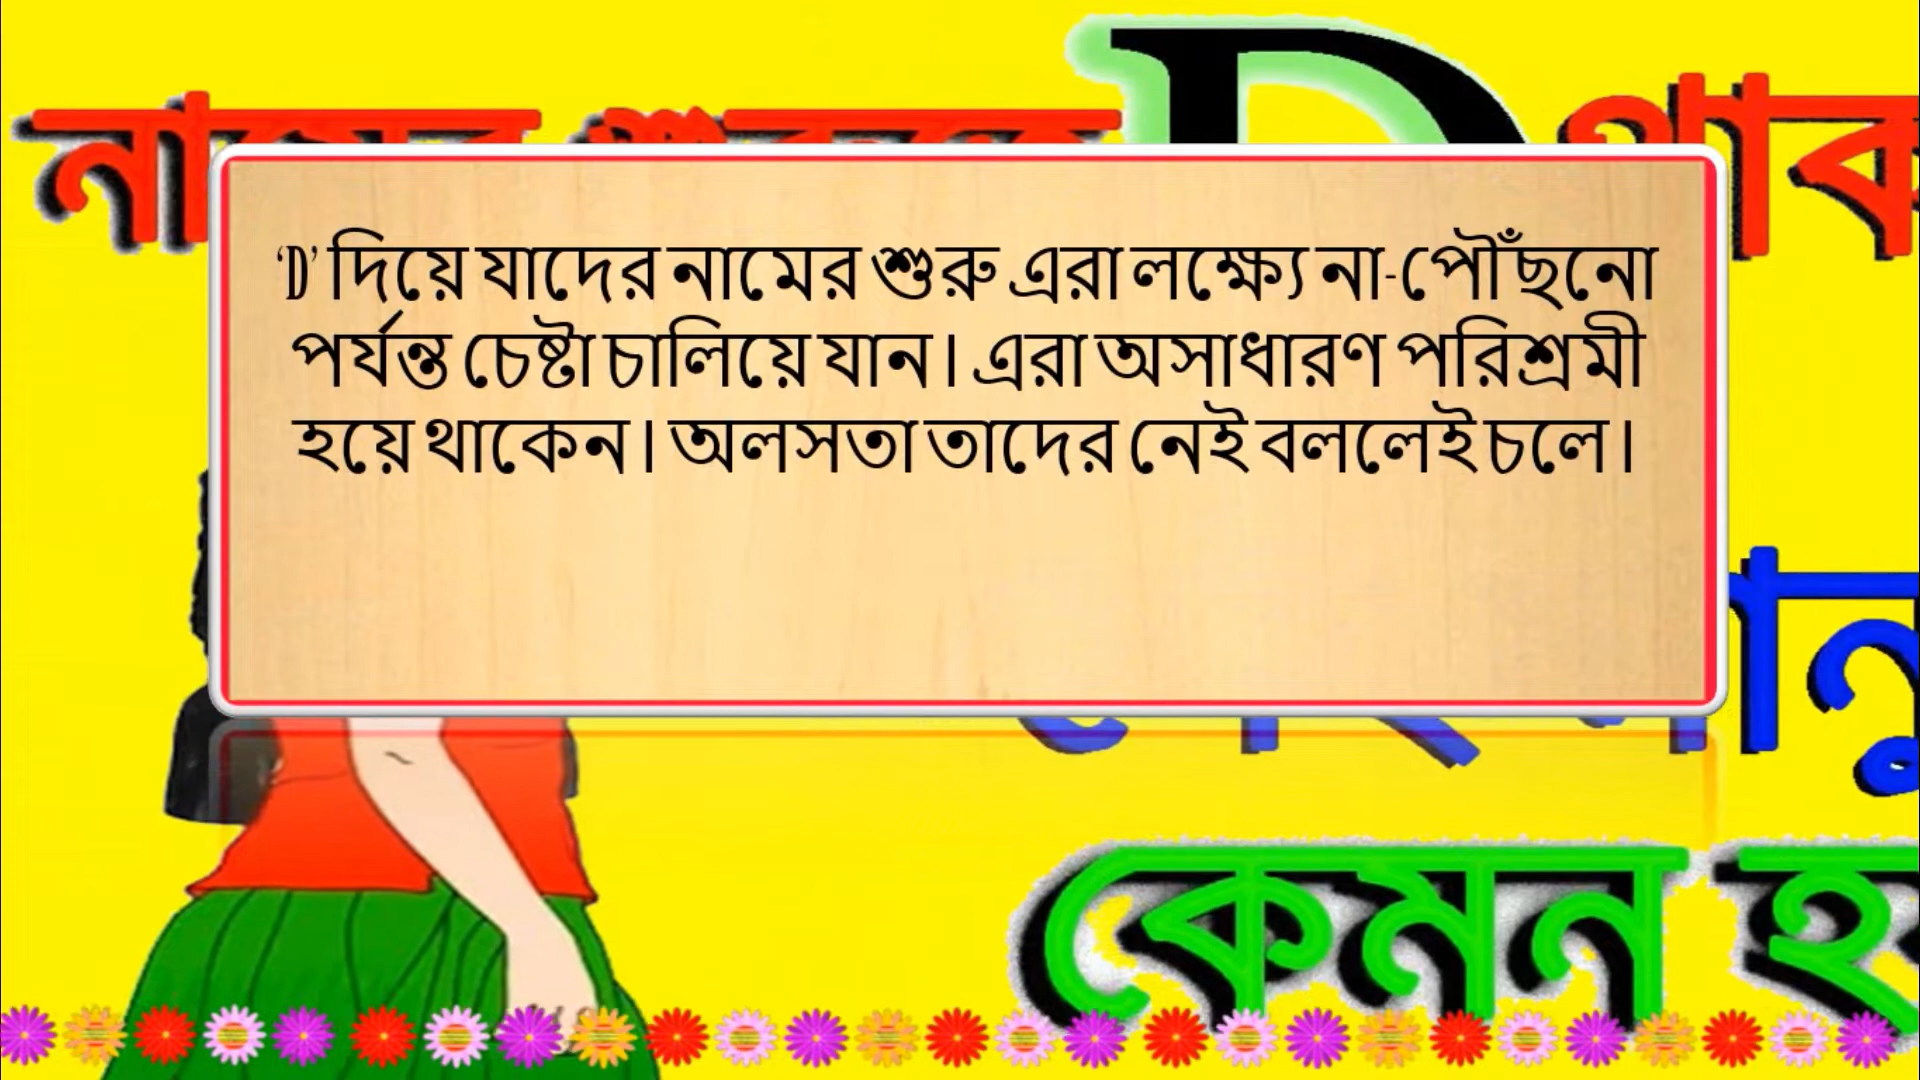 নামের শুরুতে D থাক
‘D’ দিয়ে যাদের নামের শুরু এরা লক্ষ্যে না-পৌঁছনো
পর্যন্ত চেষ্টা চালিয়ে যান। এরা অসাধারণ পরিশ্রমী
হয়ে থাকেন। অলসতা তাদের নেই বললেই চলে।
কেমন হ